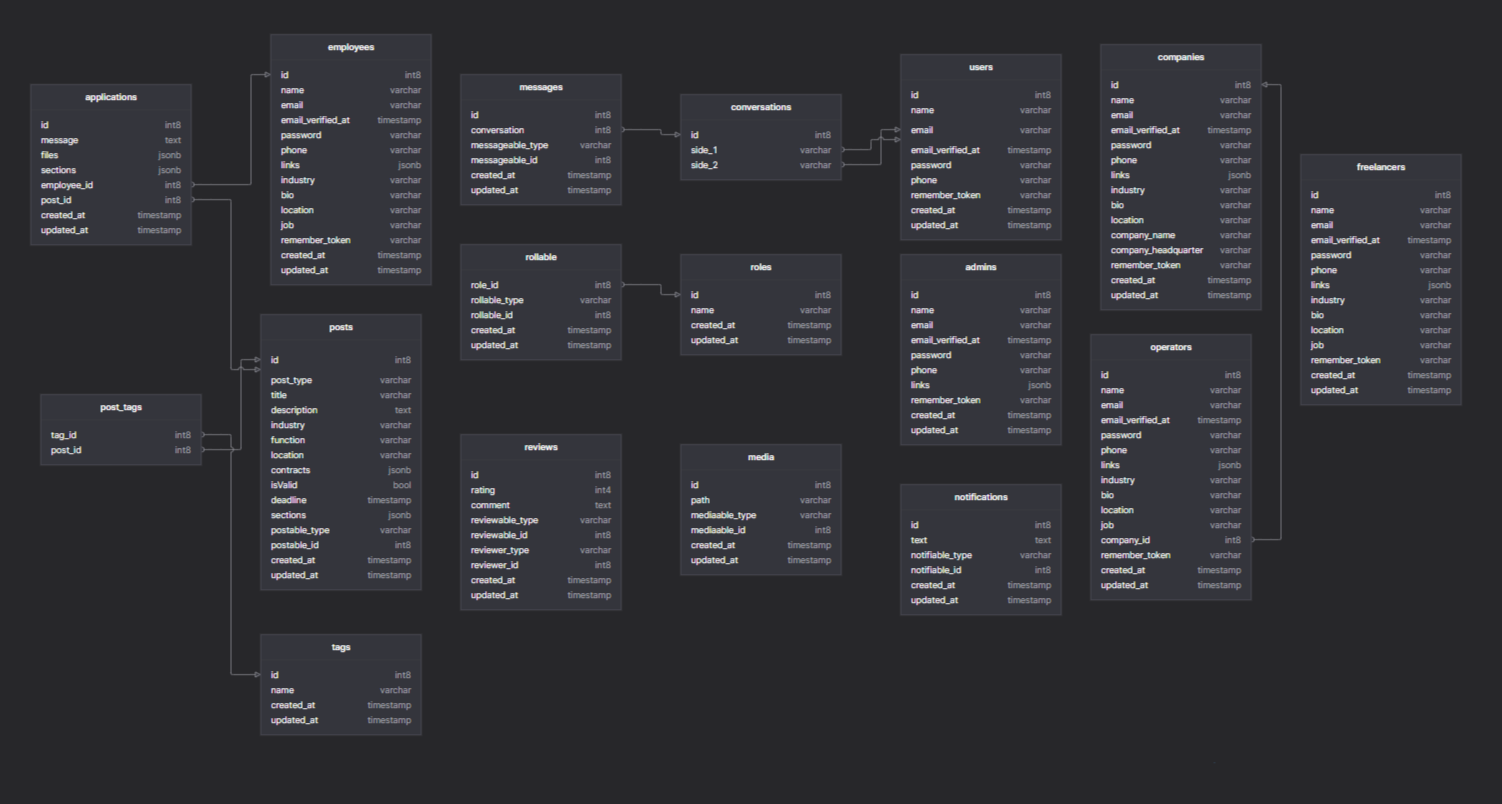 applications
id int8
message text
files jsonb
sections jsonb
employee_id int8
post_id int8
created_at timestamp
updated_at timestamp
employees
id int8
name varchar
email varchar
email_verified_at timestamp
password varchar
phone varchar
links jsonb
industry varchar
bio varchar
location varchar
job varchar
remember_token varchar
created_at timestamp
updated_at timestamp
posts
id int8
post_type varchar
title varchar
description text
industry varchar
function varchar
location varchar
contracts jsonb
isValid bool
deadline timestamp
sections jsonb
postable_type varchar
postable_id int8
created_at timestamp
updated_at timestamp
post_tags
tag_id int8
post_id int8
tags
id int8
name varchar
created_at timestamp
updated_at timestamp
messages
id int8
conversation int8
messageable_type varchar
messageable_id int8
created_at timestamp
updated_at timestamp
rollable
role_id int8
rollable_type varchar
rollable_id int8
created_at timestamp
updated_at timestamp
reviews
id int8
rating int4
comment text
reviewable_type varchar
reviewable_id int8
reviewer_type varchar
reviewer_id int8
created_at timestamp
updated_at timestamp
conversations
id int8
side_1 varchar
side_2 varchar
roles
id int8
name varchar
created_at timestamp
updated_at timestamp
media
id int8
path varchar
mediaable_type varchar
mediaable_id int8
created_at timestamp
updated_at timestamp
users
id int8
name varchar
email varchar
email_verified_at timestamp
password varchar
phone varchar
remember_token varchar
created_at timestamp
updated_at timestamp
admins
id int8
name varchar
email varchar
email_verified_at timestamp
password varchar
phone varchar
links jsonb
remember_token varchar
created_at timestamp
updated_at timestamp
notifications
id int8
text text
notifiable_type varchar
notifiable_id int8
created_at timestamp
updated_at timestamp
companies
id int8
name varchar
email varchar
email_verified_at timestamp
password varchar
phone varchar
links jsonb
industry varchar
bio varchar
location varchar
company_name varchar
company_headquarter varchar
remember_token varchar
created_at timestamp
updated_at timestamp
operators
id int8
name varchar
email varchar
email_verified_at timestamp
password varchar
phone varchar
links jsonb
industry varchar
bio varchar
location varchar
job varchar
company_id int8
remember_token varchar
created_at timestamp
updated_at timestamp
freelancers
id int8
name varchar
email varchar
email_verified_at timestamp
password varchar
phone varchar
links jsonb
industry varchar
bio varchar
location varchar
job varchar
remember_token varchar
created_at timestamp
updated_at timestamp